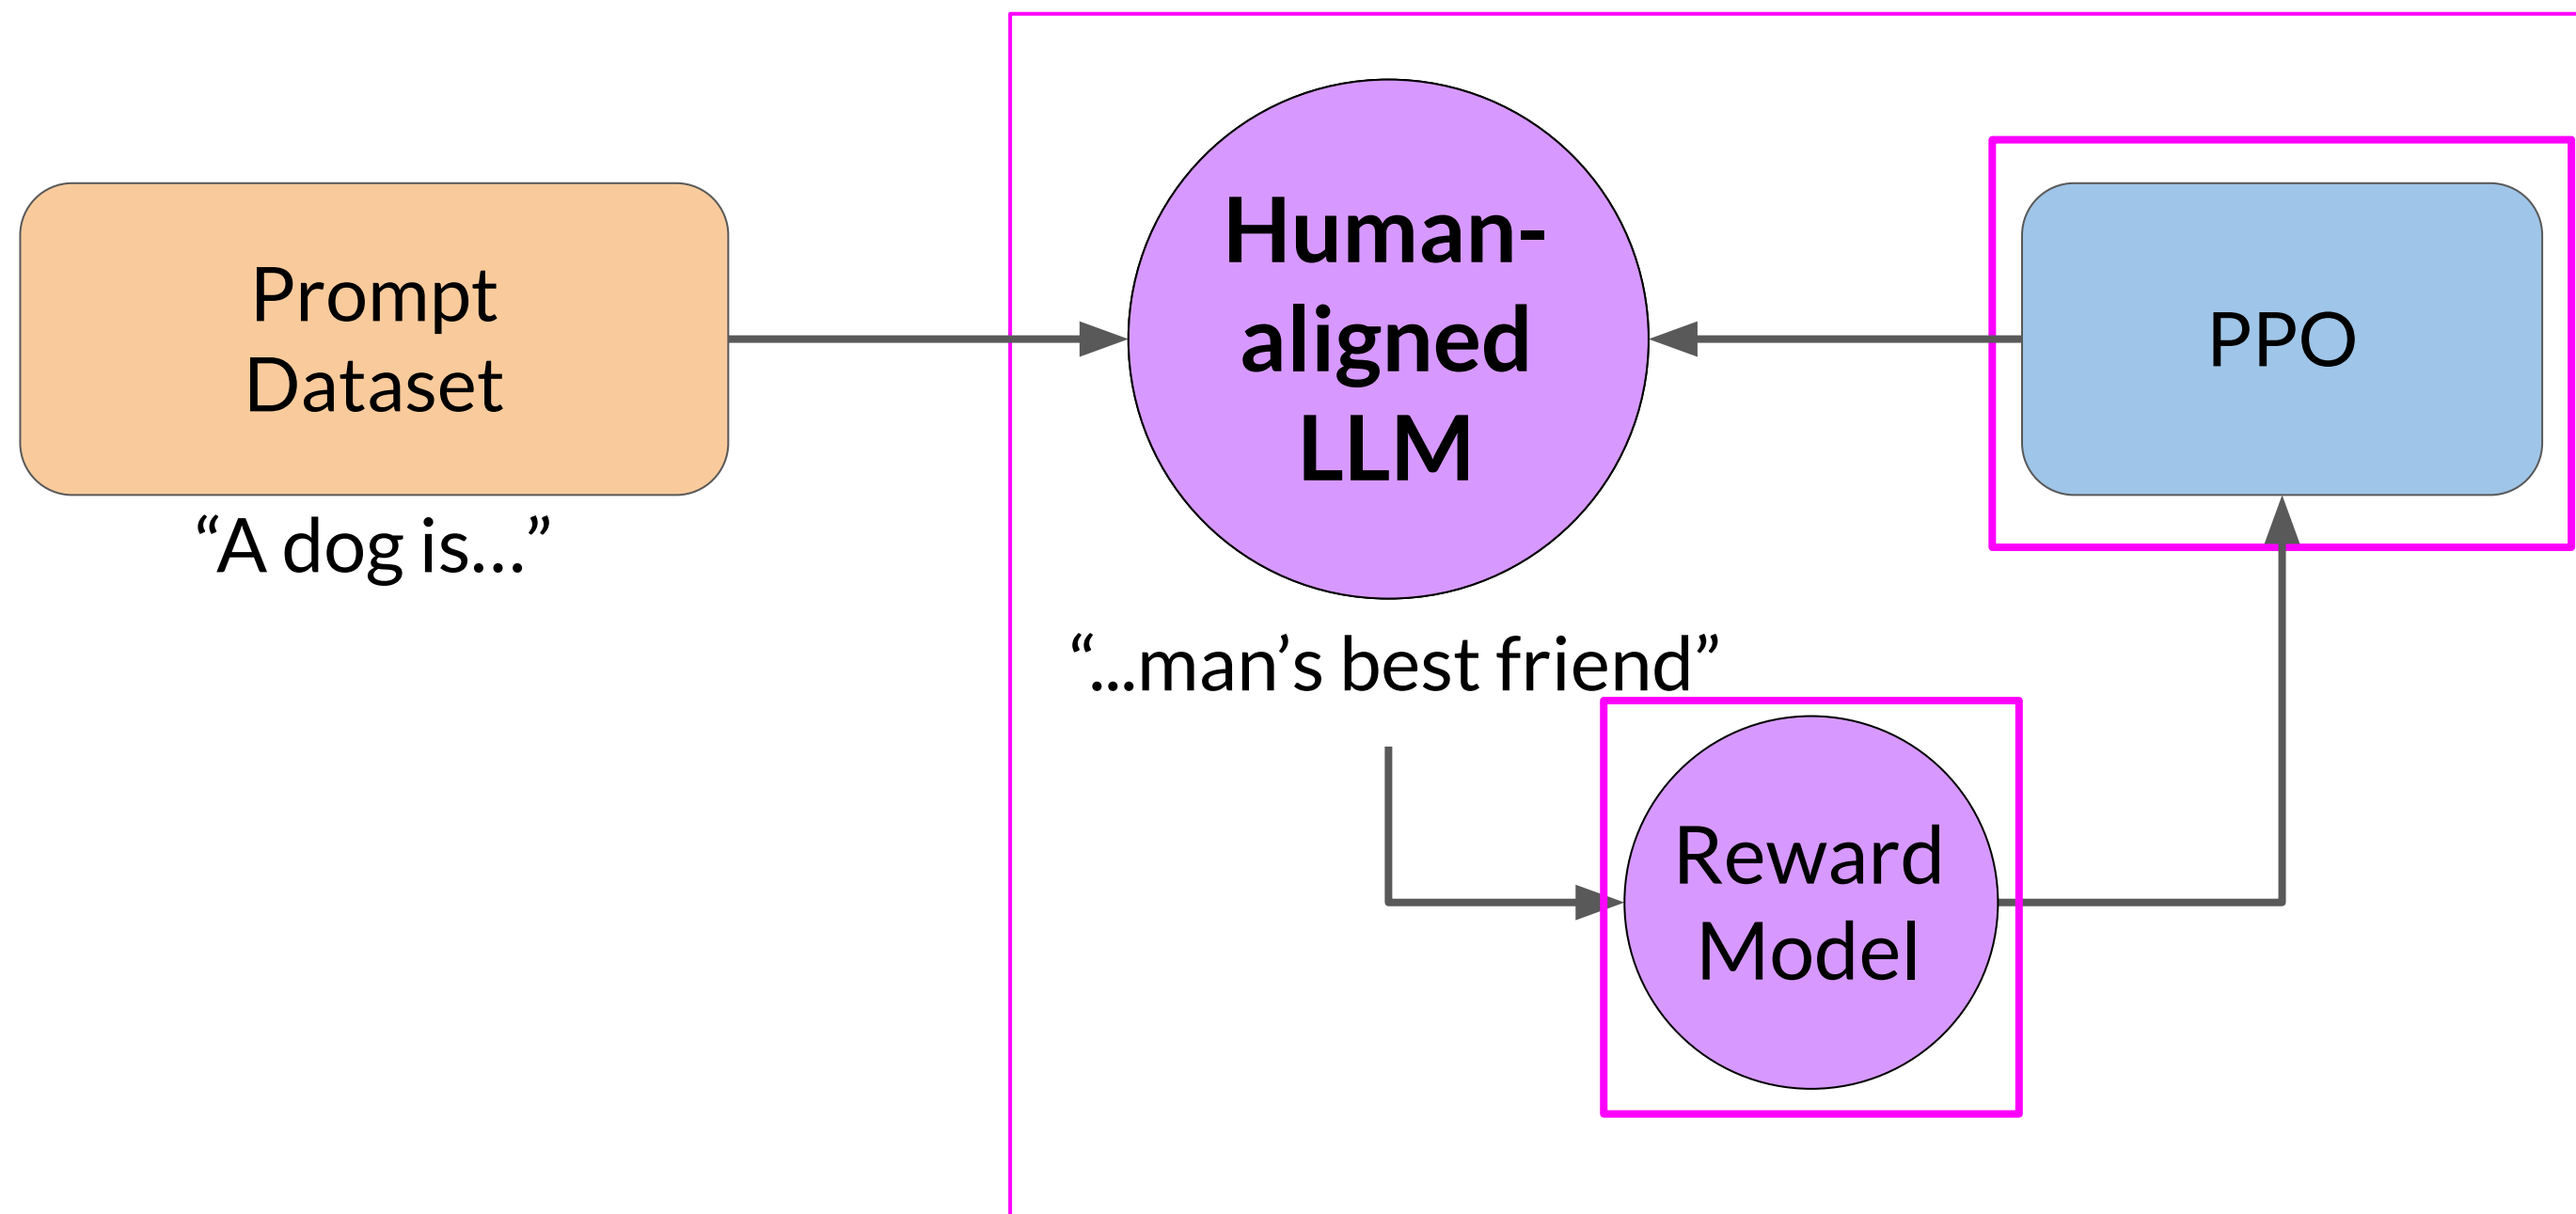 Prompt
Dataset
“A dog is…”
Human-
aligned
LLM
“...man’s best friend”
PPO
Reward
Model